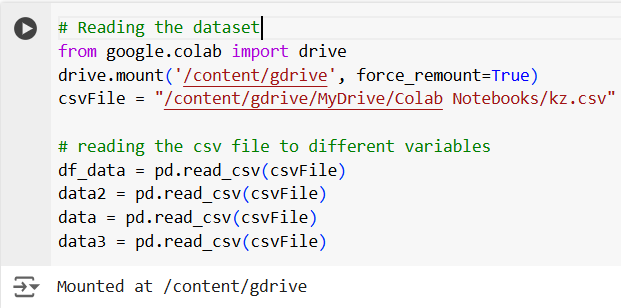 # Reading the dataset
from google.colab import drive
drive.mount('/content/gdrive', force_remount=True)
csvFile = "/content/gdrive/MyDrive/Colab Notebooks/kz.csv"
# reading the csv file to different variables
df_data = pd.read_csv(csvFile)
data2 = pd.read_csv(csvFile)
data = pd.read_csv(csvFile)
data3 = pd.read_csv(csvFile)
Mounted at /content/gdrive